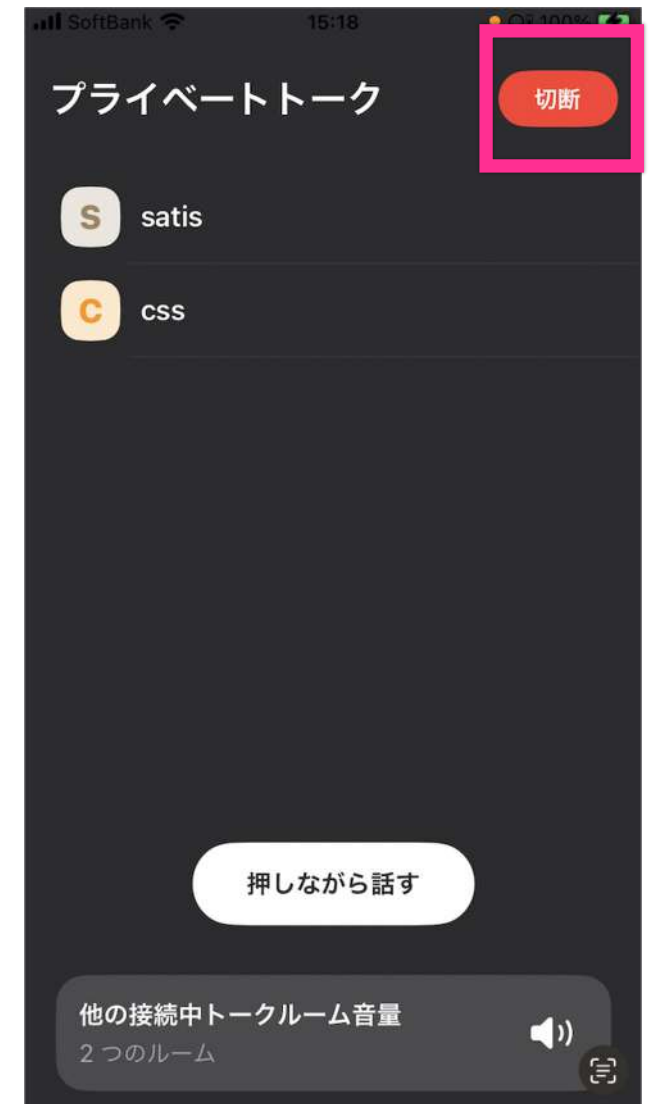 SoftBank 15:18 100%
プライベートトーク
切断
S satis
C css
押しながら話す
他の接続中トークルーム音量
2 つのルーム